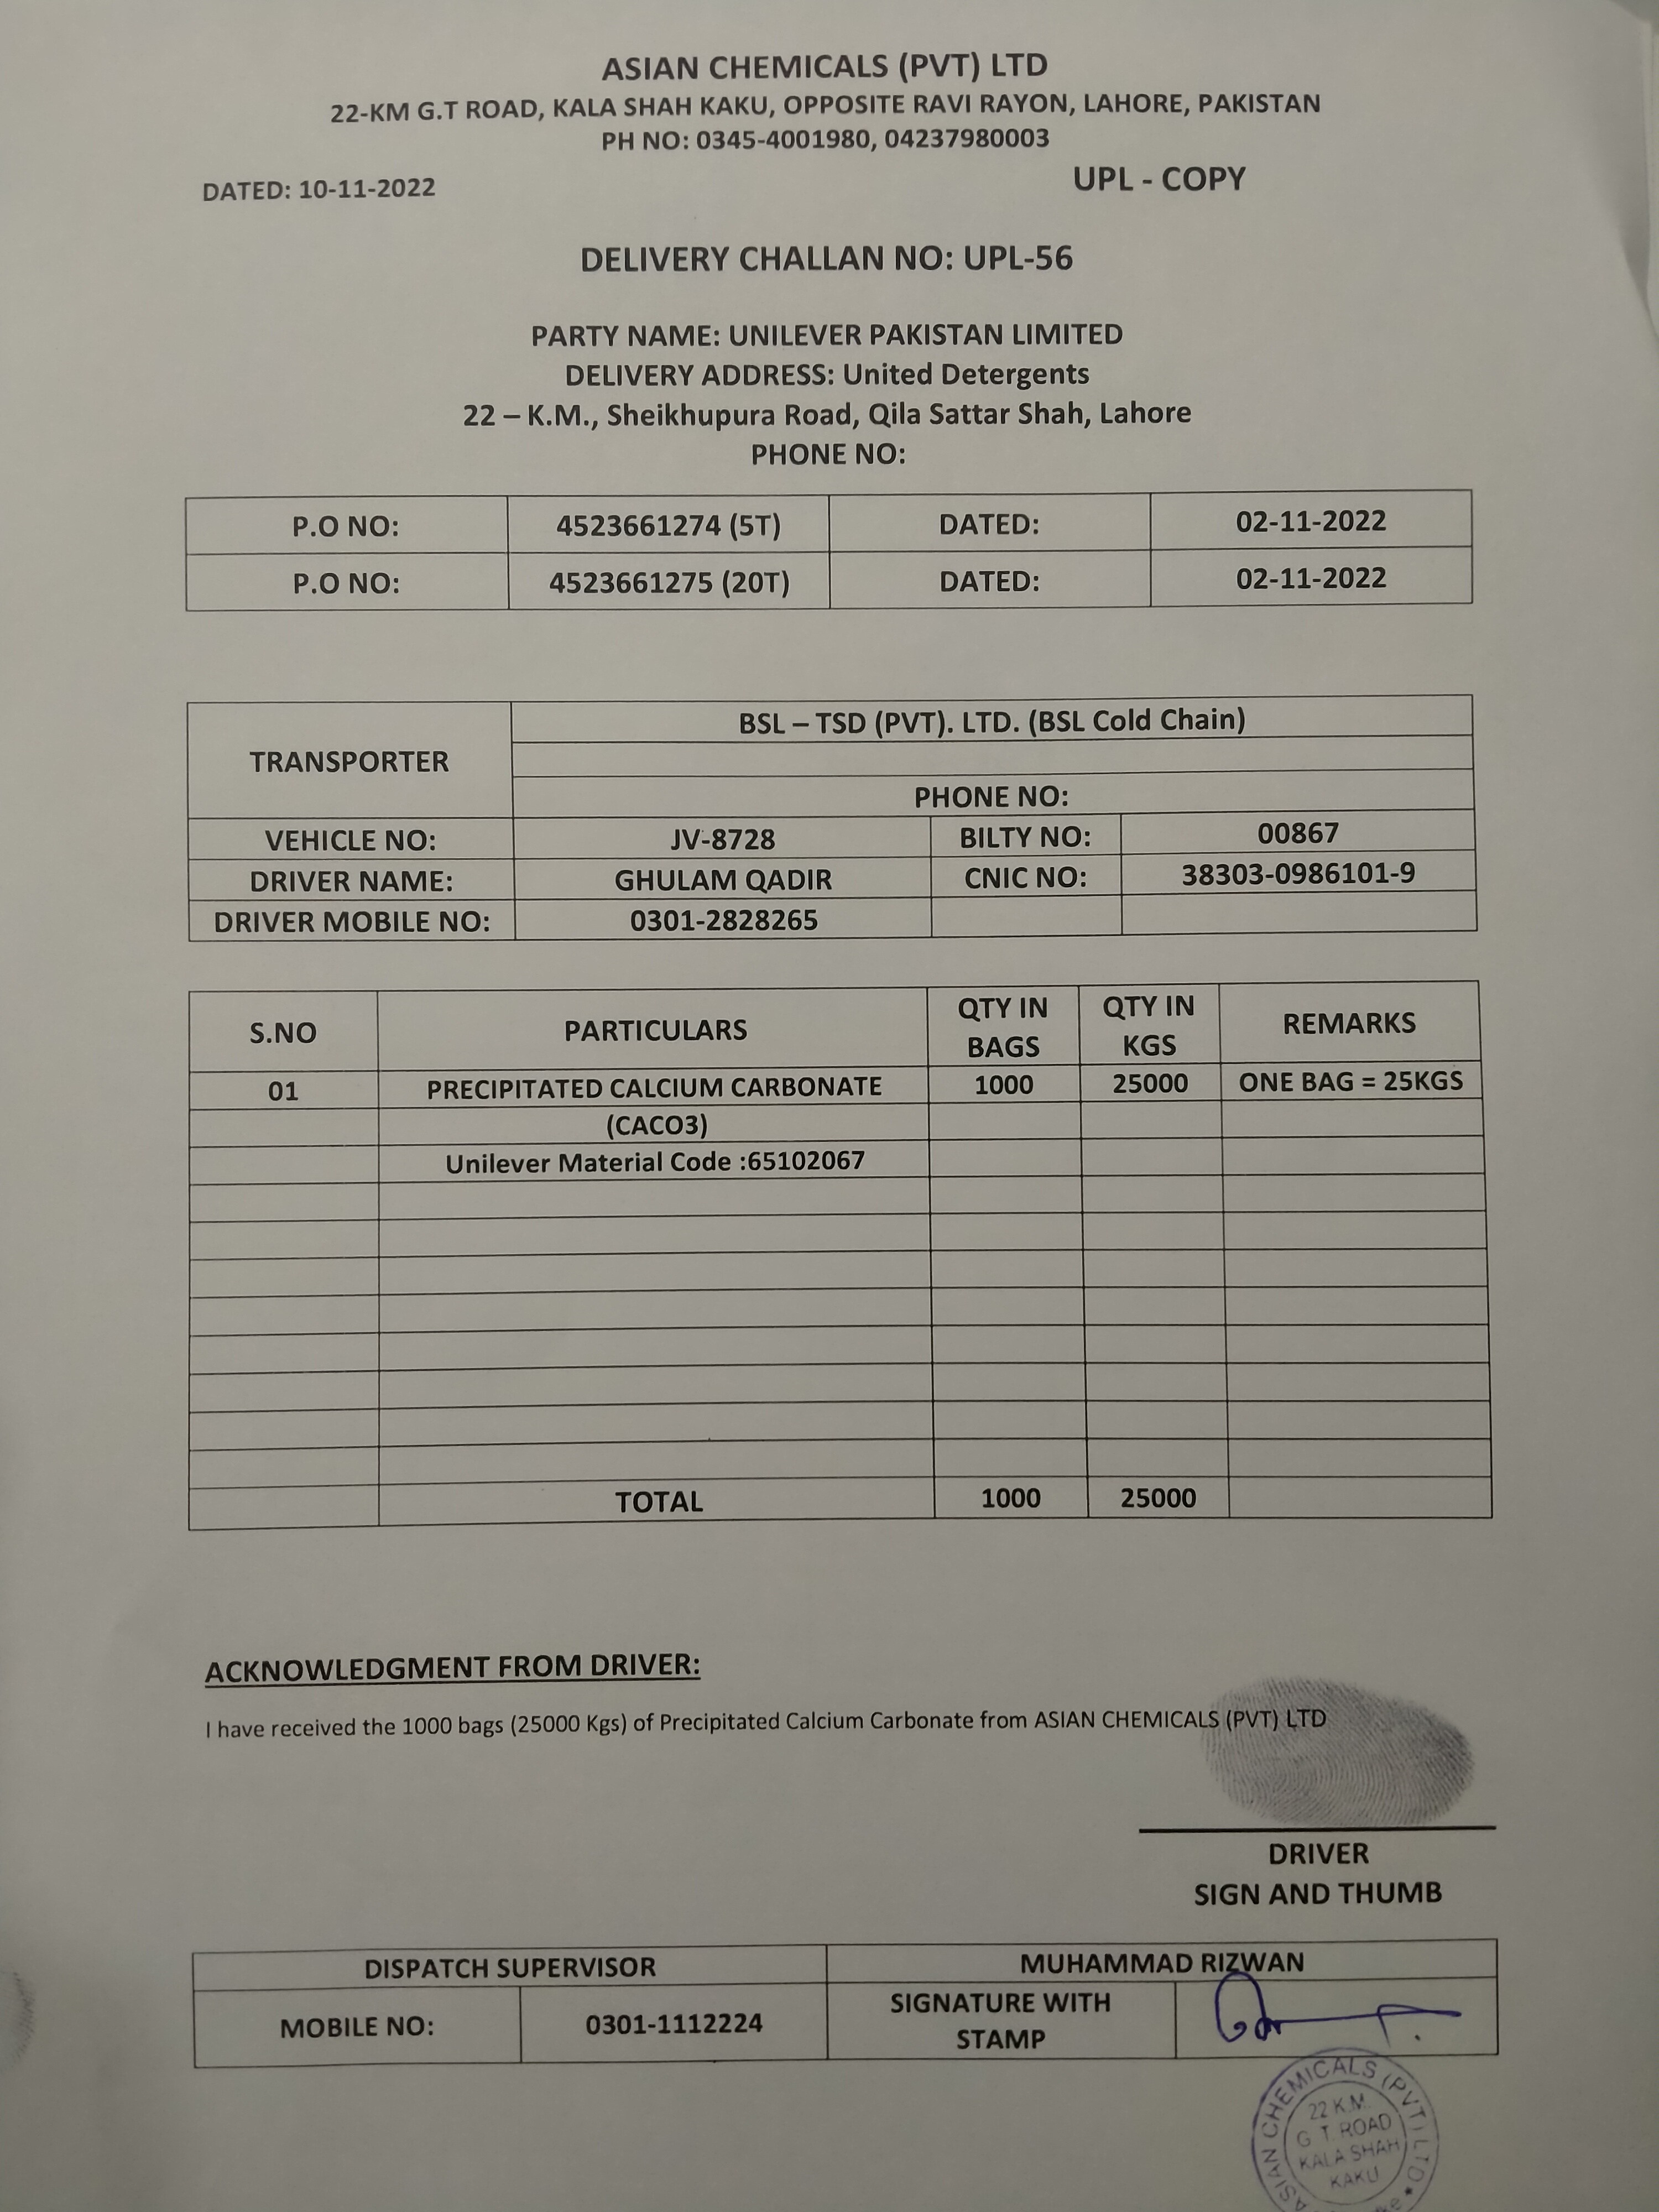 ASIAN CHEMICALS (PVT) LTD
22-KM G.T ROAD, KALA SHAH KAKU, OPPOSITE RAVI RAYON, LAHORE, PAKISTAN
PH NO: 0345-4001980, 04237980003
DATED: 10-11-2022 UPL - COPY
DELIVERY CHALLAN NO: UPL-56
PARTY NAME: UNILEVER PAKISTAN LIMITED
DELIVERY ADDRESS: United Detergents
22 – K.M., Sheikhupura Road, Qila Sattar Shah, Lahore
PHONE NO:
P.O NO: 4523661274 (5T) DATED: 02-11-2022
P.O NO: 4523661275 (20T) DATED: 02-11-2022
BSL – TSD (PVT). LTD. (BSL Cold Chain)
TRANSPORTER
PHONE NO:
VEHICLE NO: JV-8728 BILTY NO: 00867
DRIVER NAME: GHULAM QADIR CNIC NO: 38303-0986101-9
DRIVER MOBILE NO: 0301-2828265
S.NO PARTICULARS QTY IN BAGS QTY IN KGS REMARKS
01 PRECIPITATED CALCIUM CARBONATE 1000 25000 ONE BAG = 25KGS
(CACO3)
Unilever Material Code :65102067
TOTAL 1000 25000
ACKNOWLEDGMENT FROM DRIVER:
I have received the 1000 bags (25000 Kgs) of Precipitated Calcium Carbonate from ASIAN CHEMICALS (PVT) LTD
DRIVER
SIGN AND THUMB
DISPATCH SUPERVISOR MUHAMMAD RIZWAN
MOBILE NO: 0301-1112224 SIGNATURE WITH STAMP
ASIAN CHEMICALS (PVT) LTD
22 K.M.
G T. ROAD
KALA SHAH
KAKU